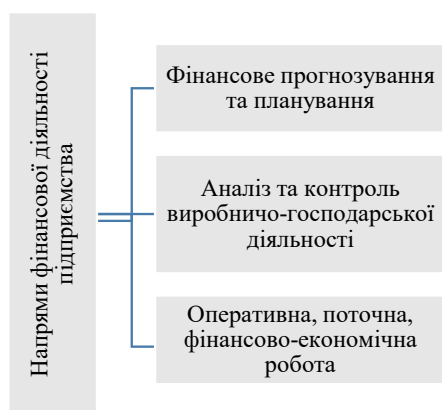 Напрями фінансової діяльності
підприємства
Фінансове прогнозування
та планування
Аналіз та контроль
виробничо-господарської
діяльності
Оперативна, поточна,
фінансово-економічна
робота